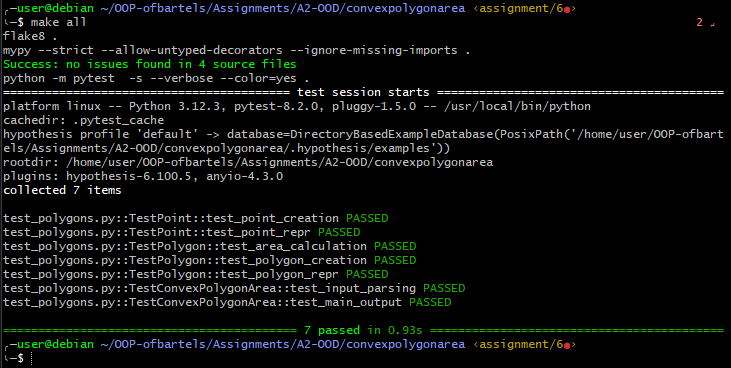 ╭─user@debian ~/OOP-ofbartels/Assignments/A2-OOD/convexpolygonarea ‹assignment/6●›
╰─$ make all 2 ↵
flake8 .
mypy --strict --allow-untyped-decorators --ignore-missing-imports .
Success: no issues found in 4 source files
python -m pytest  -s --verbose --color=yes .
======================================== test session starts =========================================
platform linux -- Python 3.12.3, pytest-8.2.0, pluggy-1.5.0 -- /usr/local/bin/python
cachedir: .pytest_cache
hypothesis profile 'default' -> database=DirectoryBasedExampleDatabase(PosixPath('/home/user/OOP-ofbart
els/Assignments/A2-OOD/convexpolygonarea/.hypothesis/examples'))
rootdir: /home/user/OOP-ofbartels/Assignments/A2-OOD/convexpolygonarea
plugins: hypothesis-6.100.5, anyio-4.3.0
collected 7 items
test_polygons.py::TestPoint::test_point_creation PASSED
test_polygons.py::TestPoint::test_point_repr PASSED
test_polygons.py::TestPolygon::test_area_calculation PASSED
test_polygons.py::TestPolygon::test_polygon_creation PASSED
test_polygons.py::TestPolygon::test_polygon_repr PASSED
test_polygons.py::TestConvexPolygonArea::test_input_parsing PASSED
test_polygons.py::TestConvexPolygonArea::test_main_output PASSED
========================================= 7 passed in 0.93s ==========================================
╭─user@debian ~/OOP-ofbartels/Assignments/A2-OOD/convexpolygonarea ‹assignment/6●›
╰─$